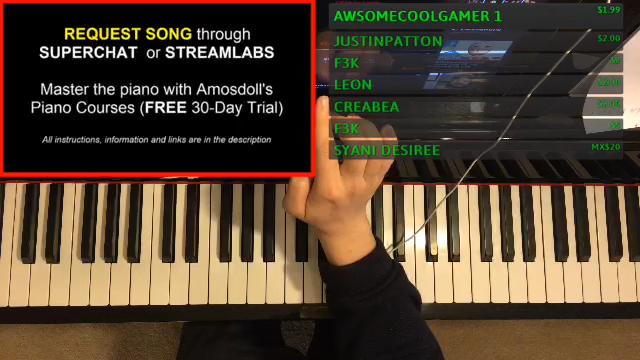 REQUEST SONG through
SUPERCHAT or STREAMLABS
Master the piano with Amosdoll's
Piano Courses (FREE 30-Day Trial)
All instructions, information and links are in the description
AWSOMECOOLGAMER 1 $1.99
JUSTINPATTON $2.00
F3K
LEON
CREABEA
F3K
SYANI DESIREE MX$20